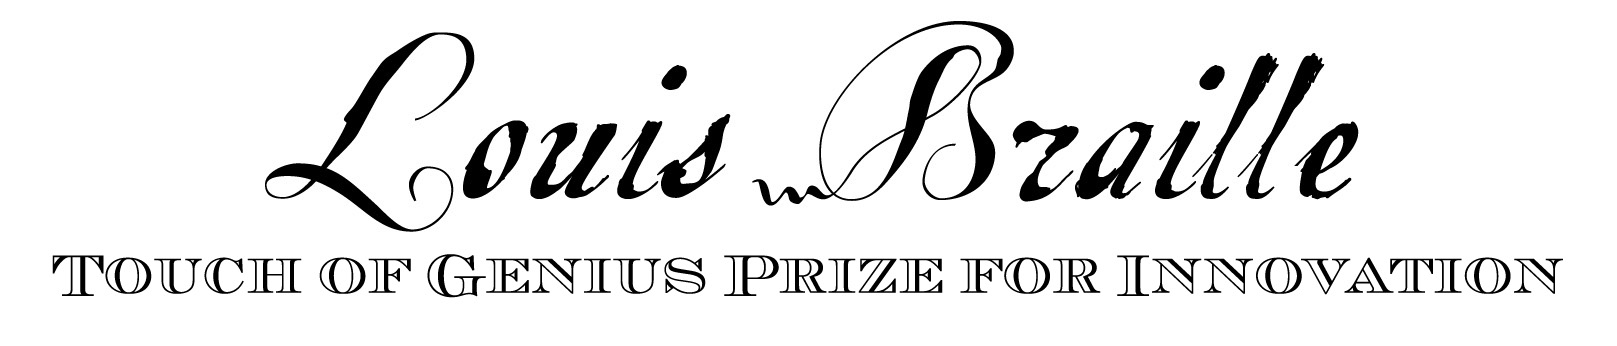 Louis Braille
Touch of Genius Prize for Innovation